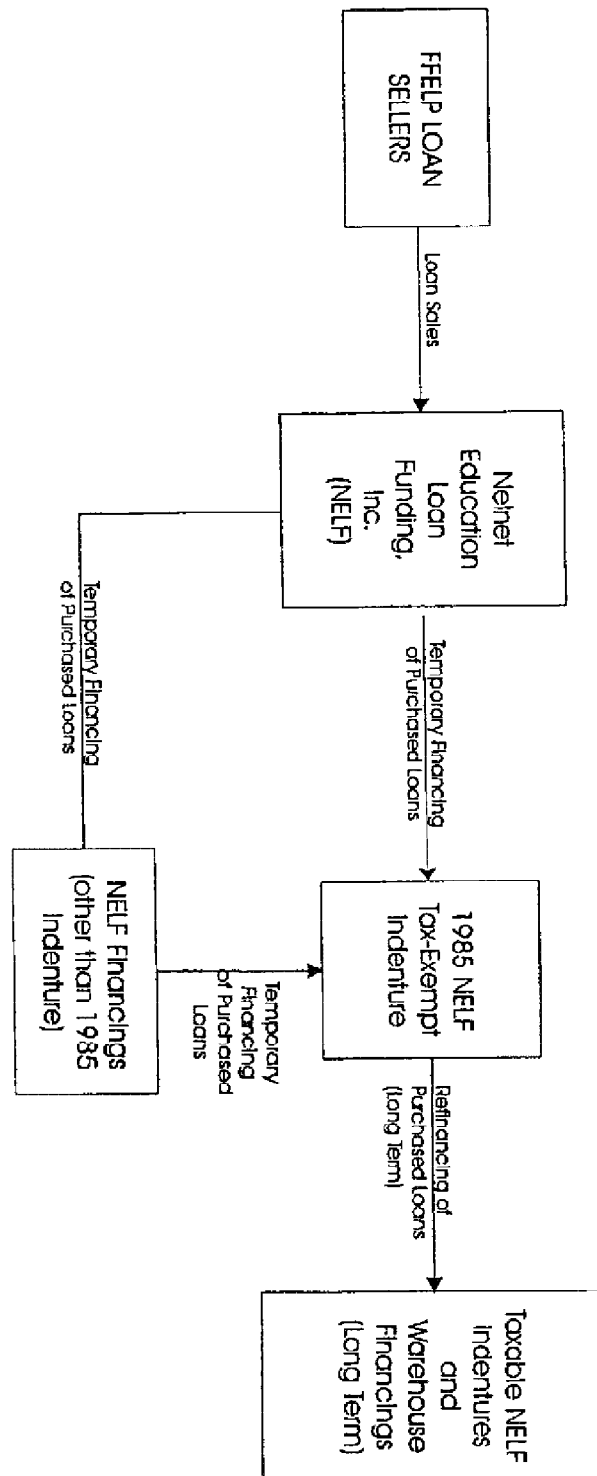 FFELP LOAN
SELLERS
Loan Sales
Nelnet
Education
Loan
Funding,
Inc.
(NELF)
Temporary Financing
of Purchased Loans
Temporary Financing
of Purchased Loans
1985 NELF
Tax-Exempt
Indenture
NELF Financings
(other than 1985
Indenture)
Temporary
Financing
of Purchased
Loans
Refinancing of
Purchased Loans
(Long Term)
Taxable NELF
Indentures
and
Warehouse
Financings
(Long Term)